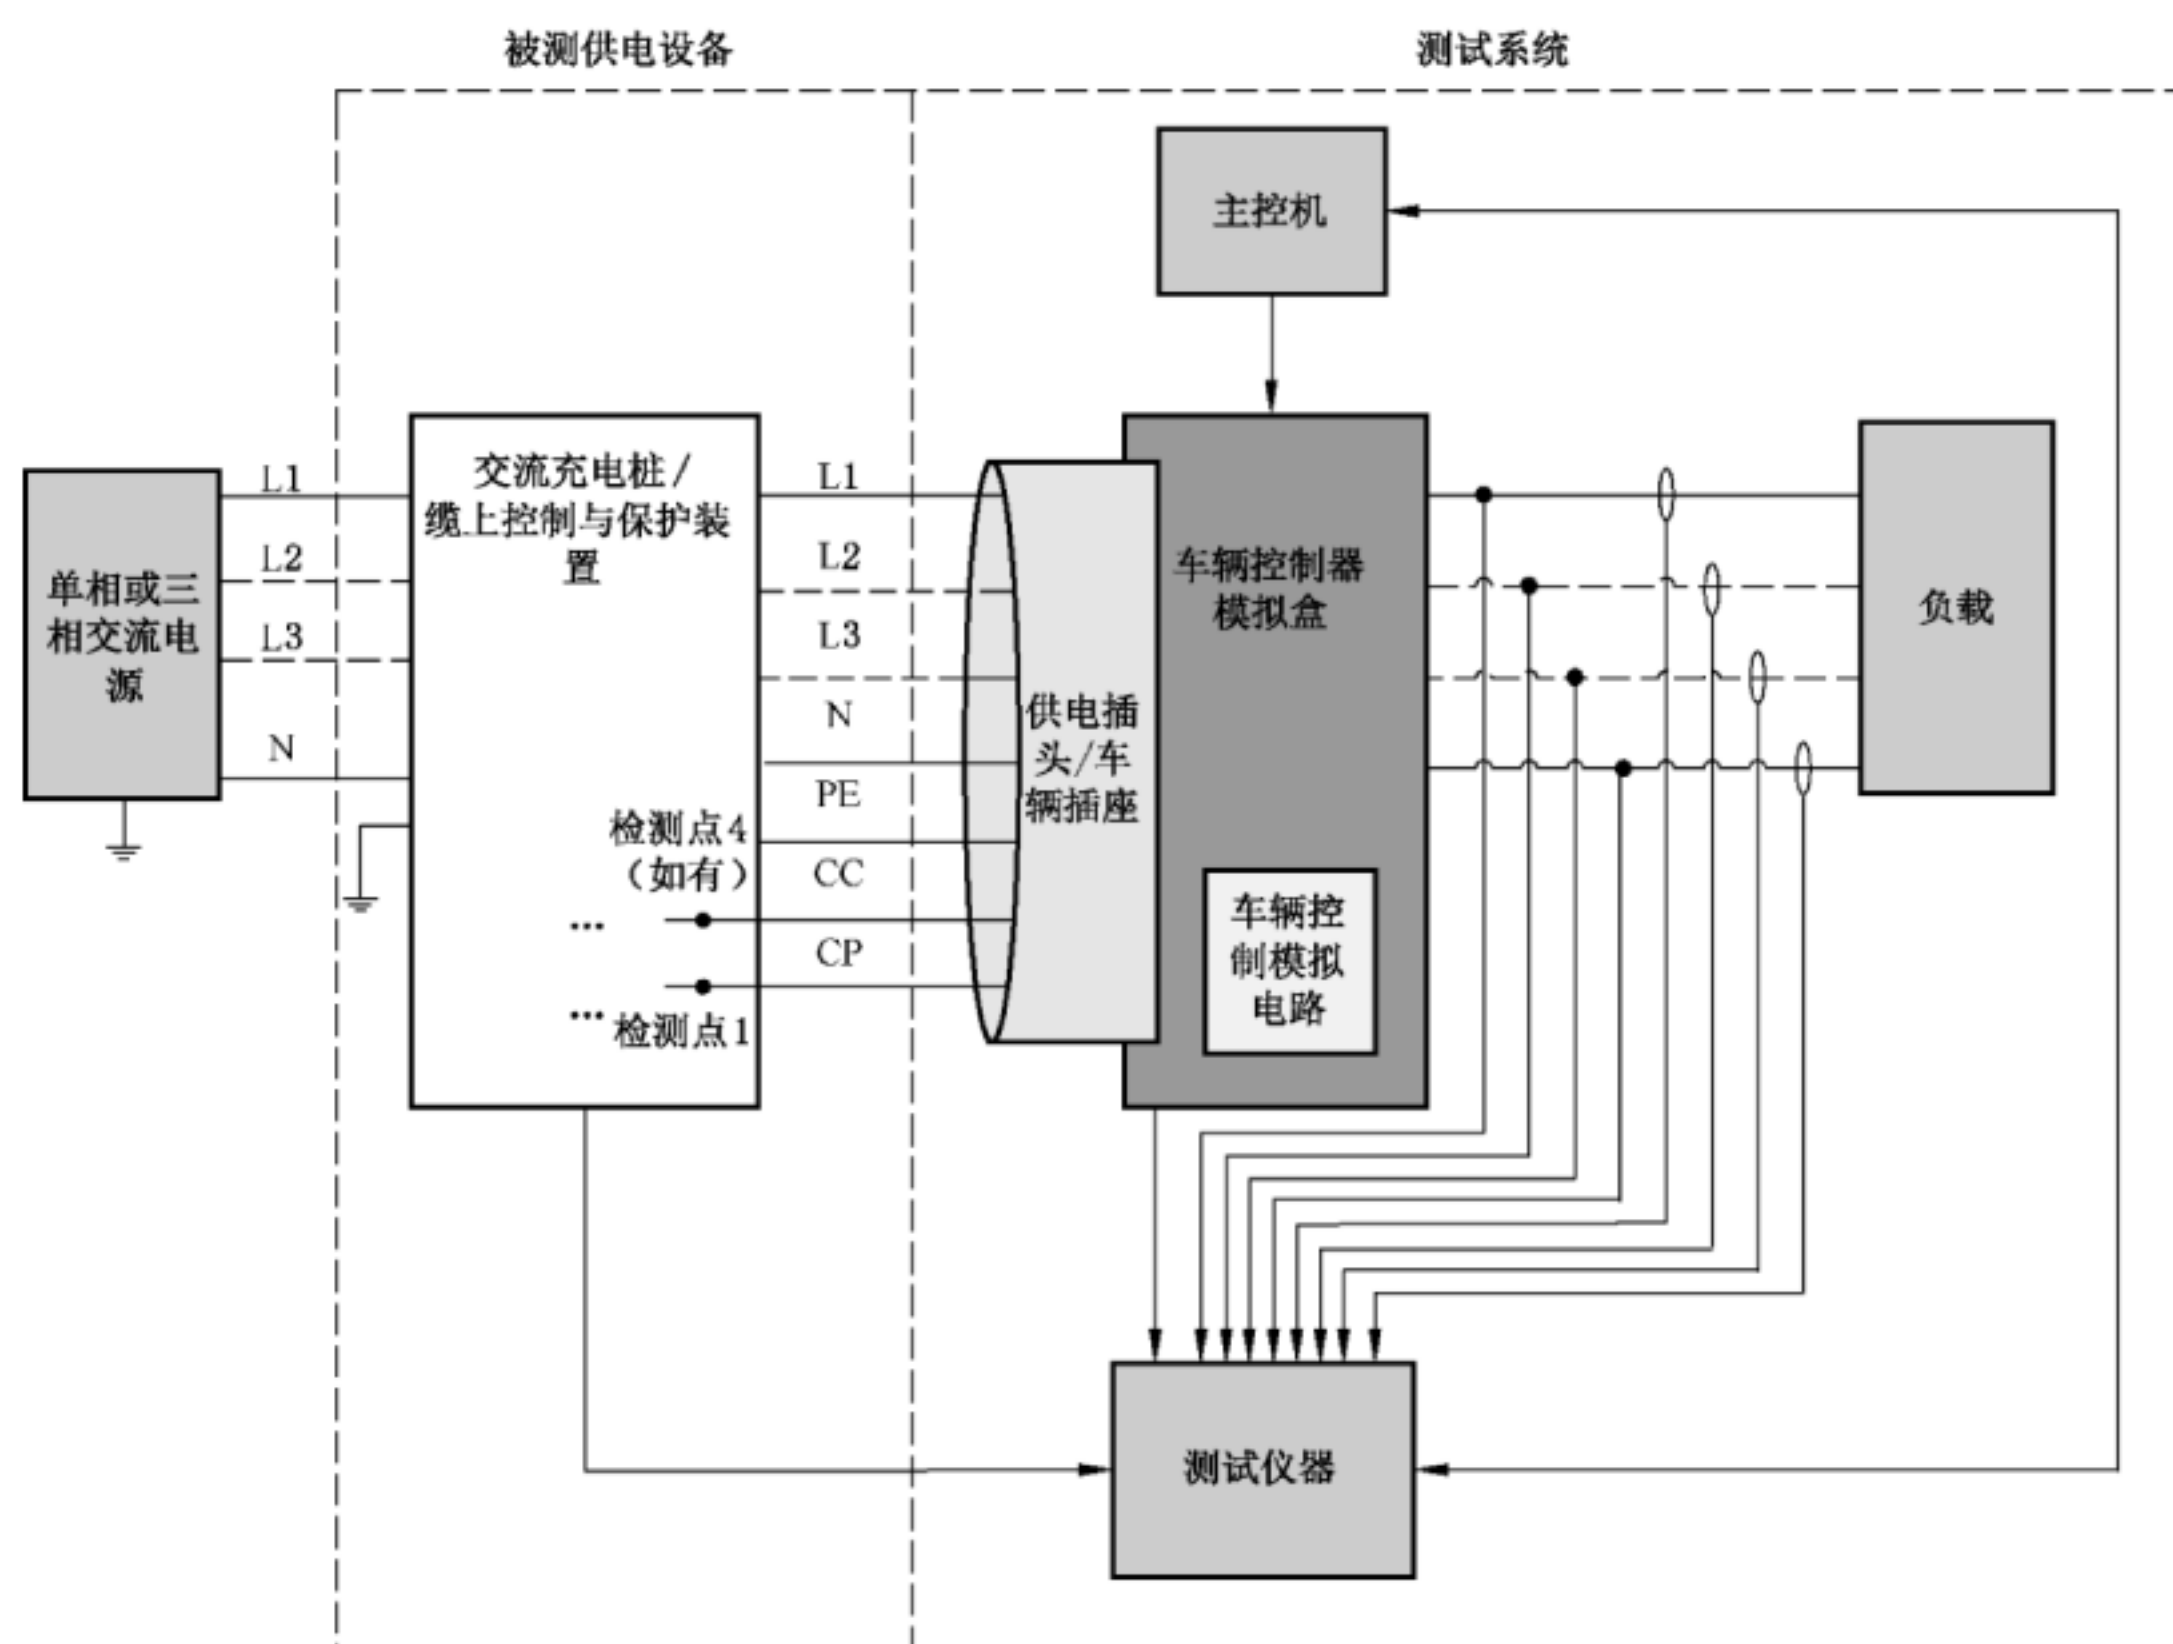 被测供电设备
测试系统
主控机
单相或三
相交流电
源
L1
L2
L3
N
交流充电桩/
缆上控制与保护装
置
检测点4
（如有）
...
...
检测点1
L1
L2
L3
N
PE
CC
CP
供电插
头/车
辆插座
车辆控制器
模拟盒
车辆控
制模拟
电路
负载
测试仪器